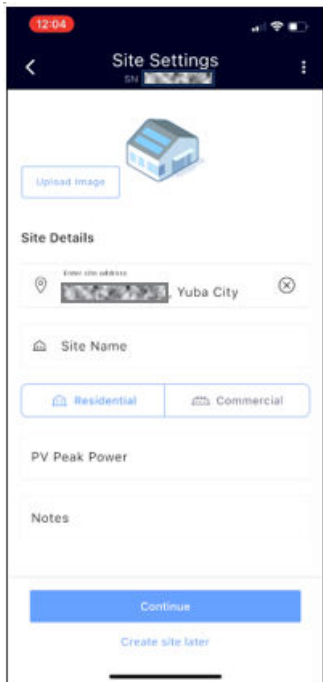 12:04
Site Settings
SN
Upload Image
Site Details
Enter site address
, Yuba City
Site Name
Residential
Commercial
PV Peak Power
Notes
Continue
Create site later